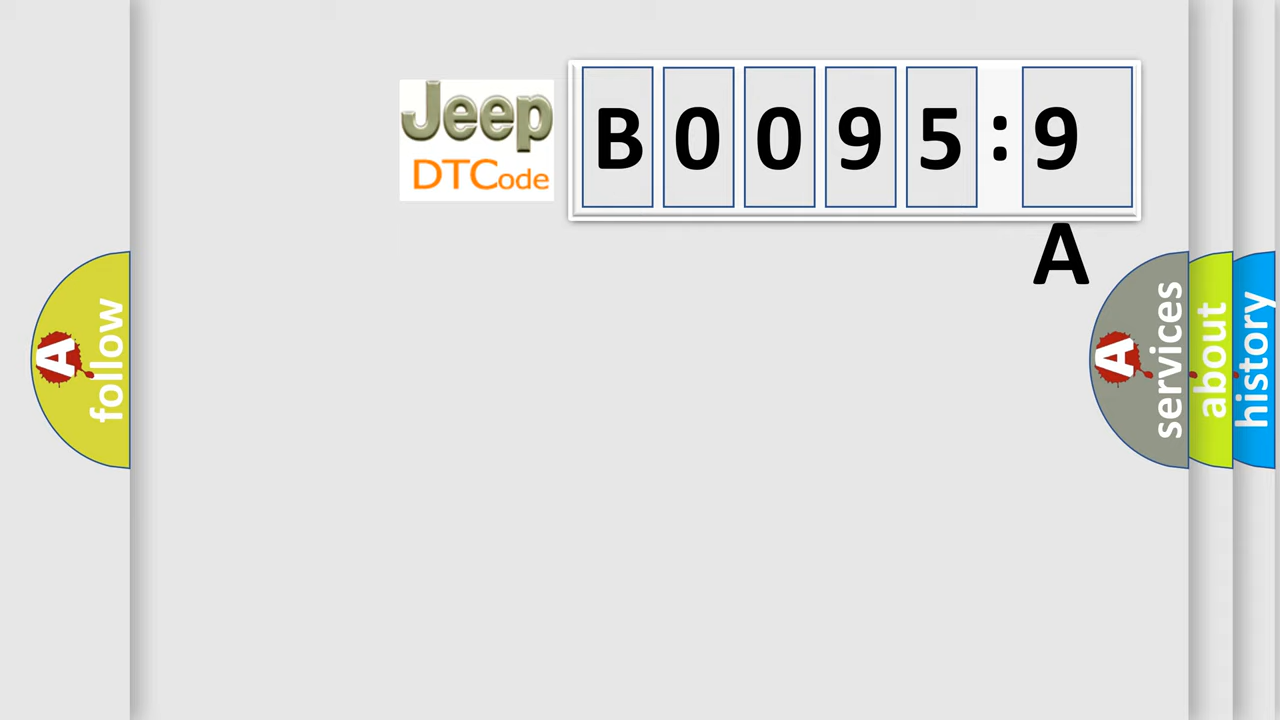 Jeep
DTCode
B0095:9
A
A follow
A services
about
history